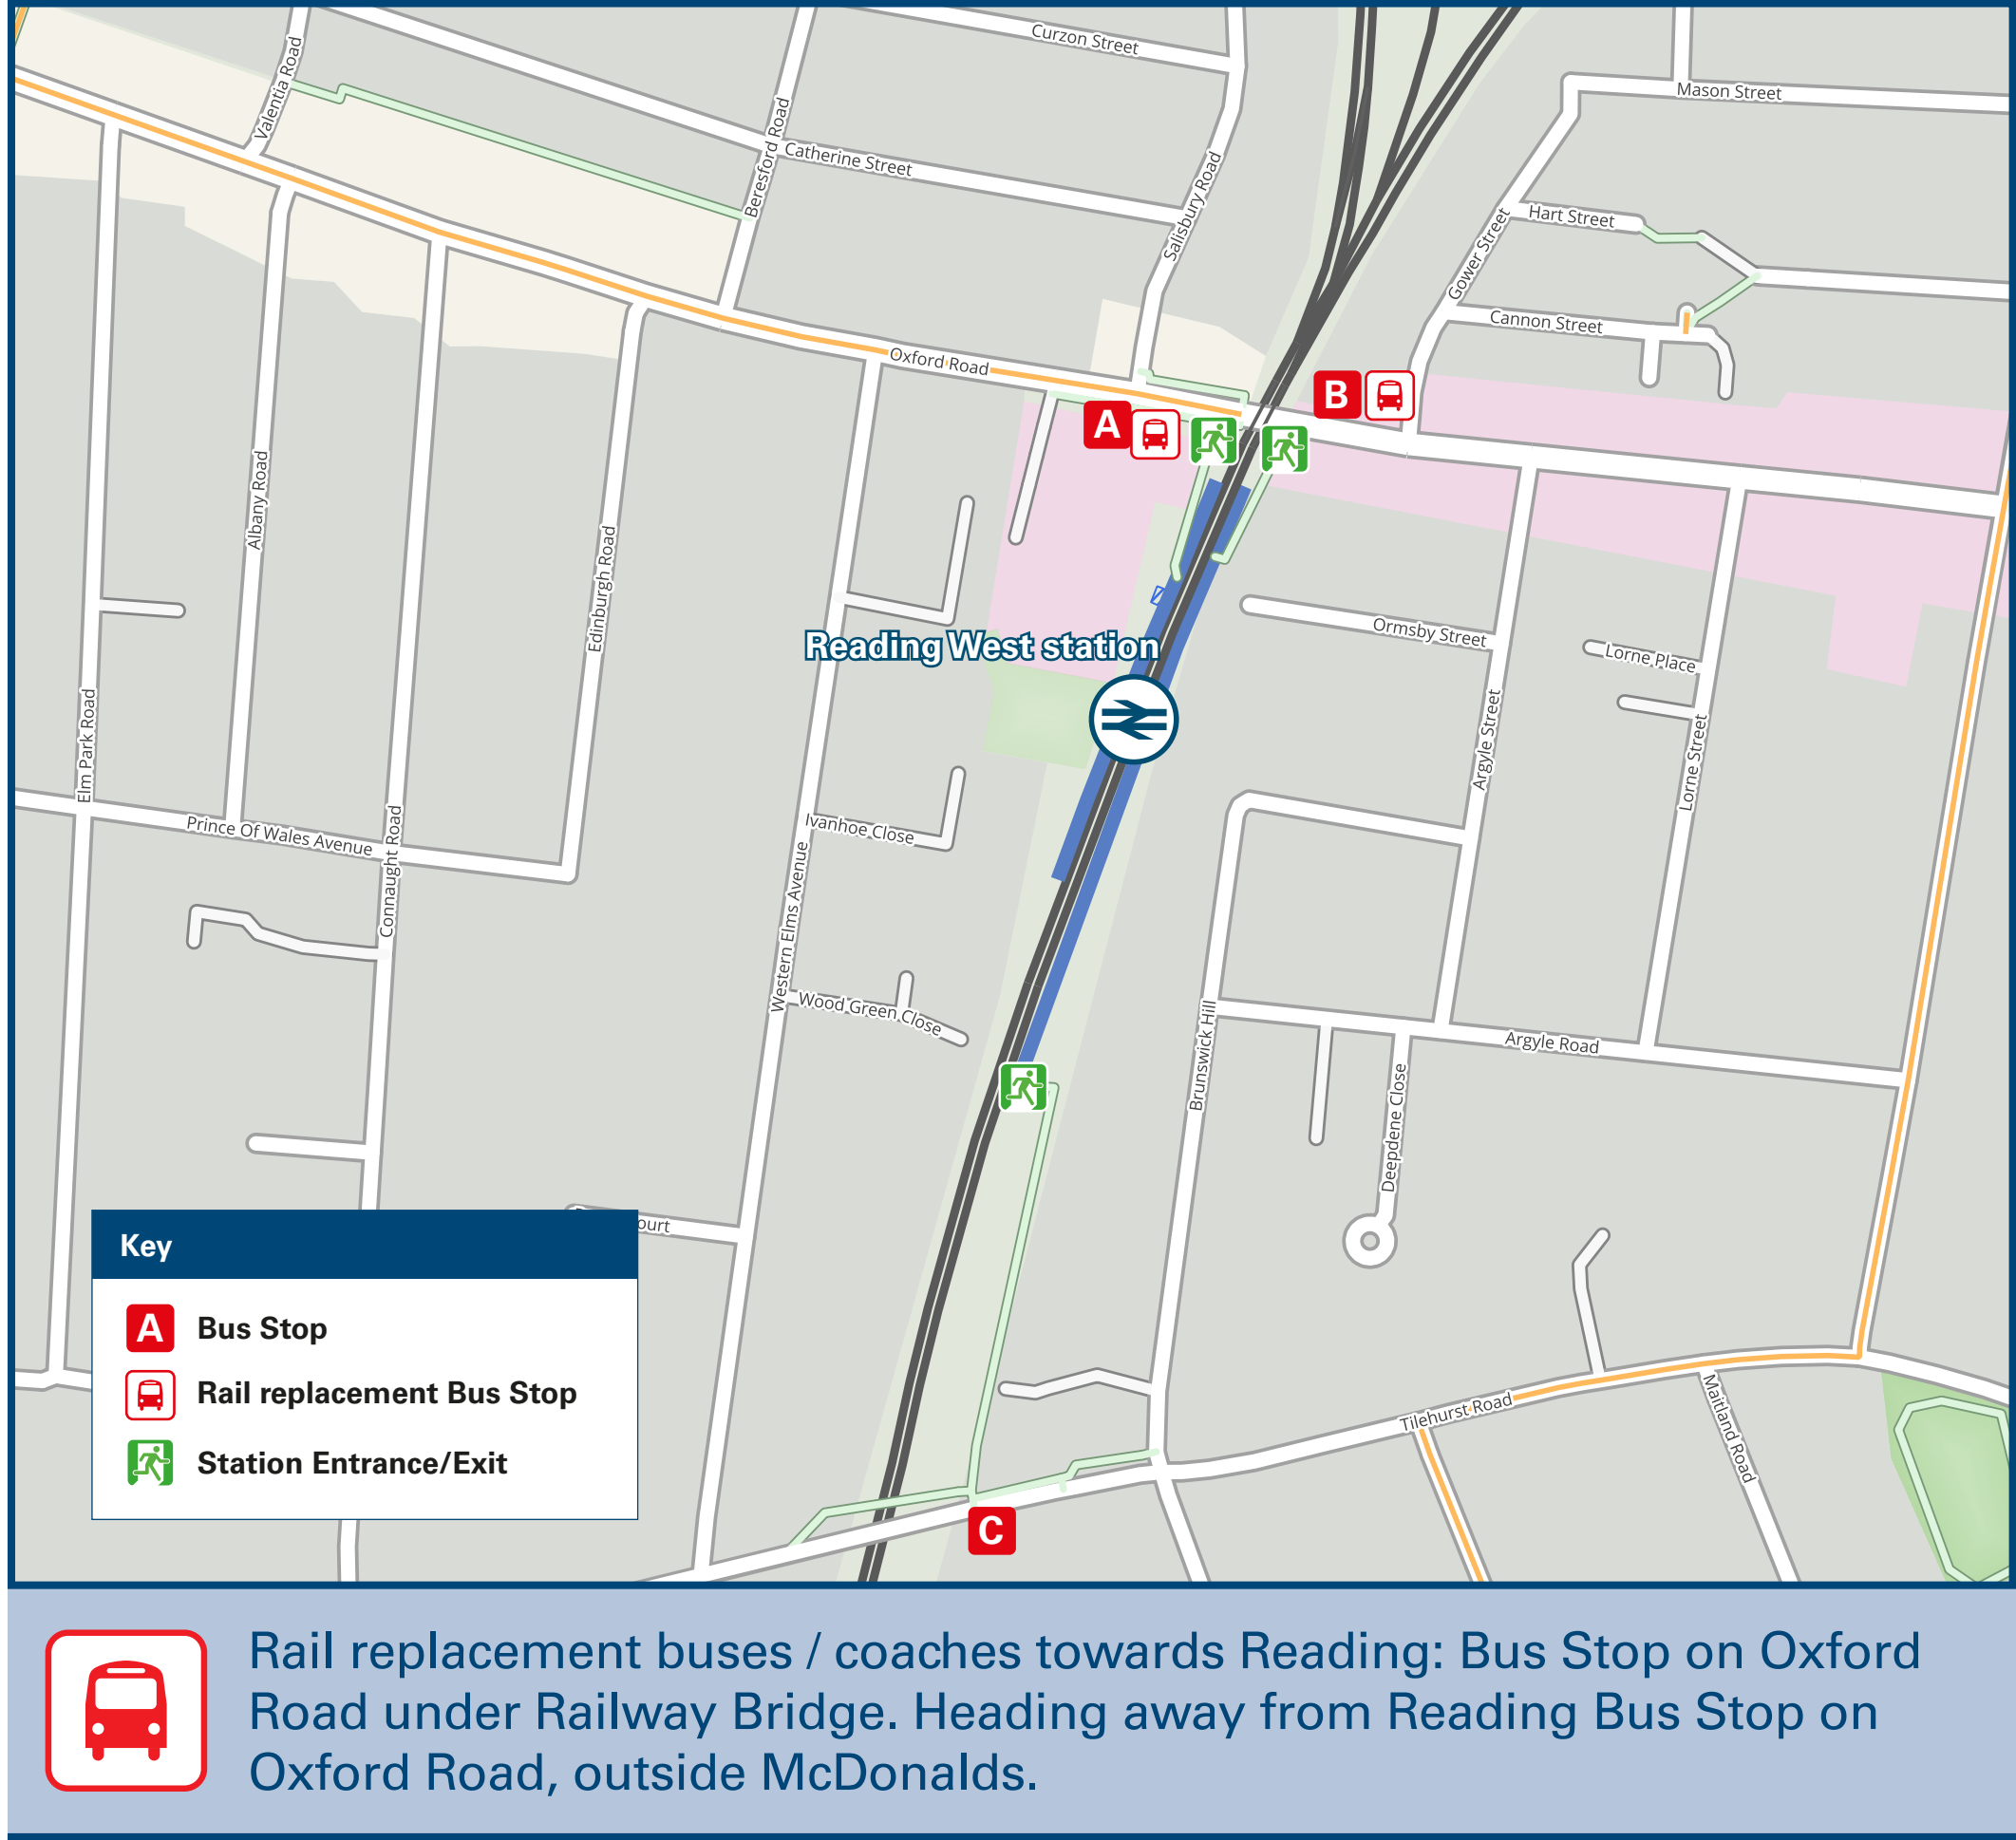 Curzon Street
Mason Street
Valentia Road
Beresford Road
Catherine Street
Salisbury Road
Hart Street
Gower Street
Cannon Street
Oxford Road
B
A
Albany Road
Edinburgh Road
Ormsby Street
Reading West station
Lorne Place
Elm Park Road
Argyle Street
Lorne Street
Prince Of Wales Avenue
Connaught Road
Ivanhoe Close
Western Elms Avenue
Wood Green Close
Brunswick Hill
Argyle Road
Deepdene Close
Key
A Bus Stop
Rail replacement Bus Stop
Station Entrance/Exit
Tilehurst Road
Maitland Road
C
Rail replacement buses / coaches towards Reading: Bus Stop on Oxford
Road under Railway Bridge. Heading away from Reading Bus Stop on
Oxford Road, outside McDonalds.